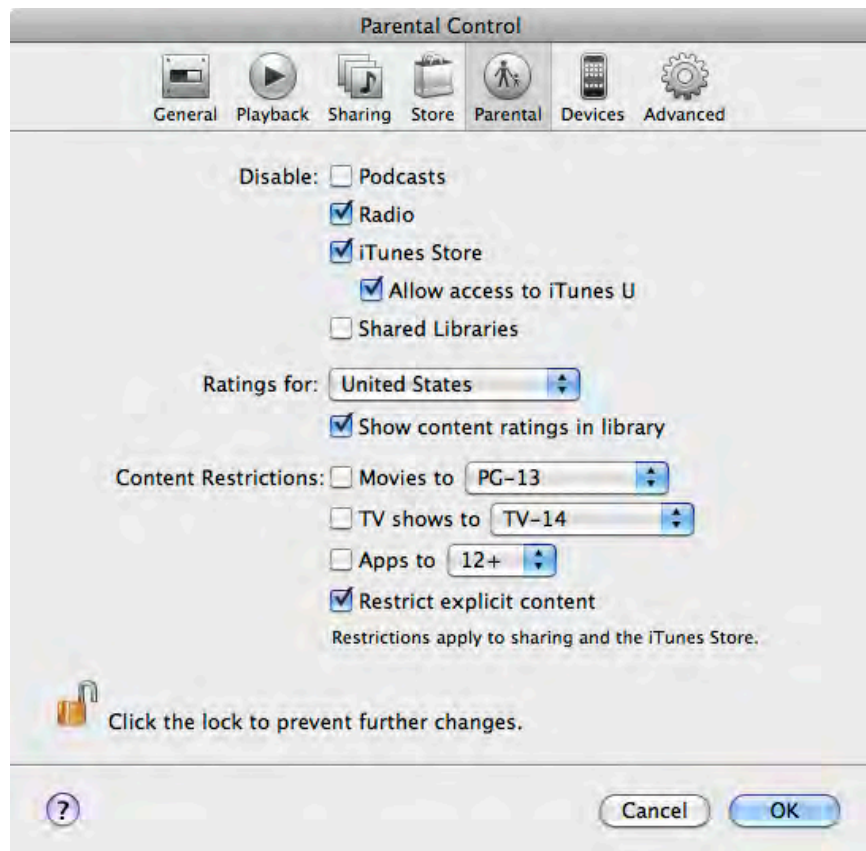 Parental Control
General Playback Sharing Store Parental Devices Advanced
Disable: Podcasts
Radio
iTunes Store
Allow access to iTunes U
Shared Libraries
Ratings for: United States
Show content ratings in library
Content Restrictions: Movies to PG-13
TV shows to TV-14
Apps to 12+
Restrict explicit content
Restrictions apply to sharing and the iTunes Store.
Click the lock to prevent further changes.
? Cancel OK